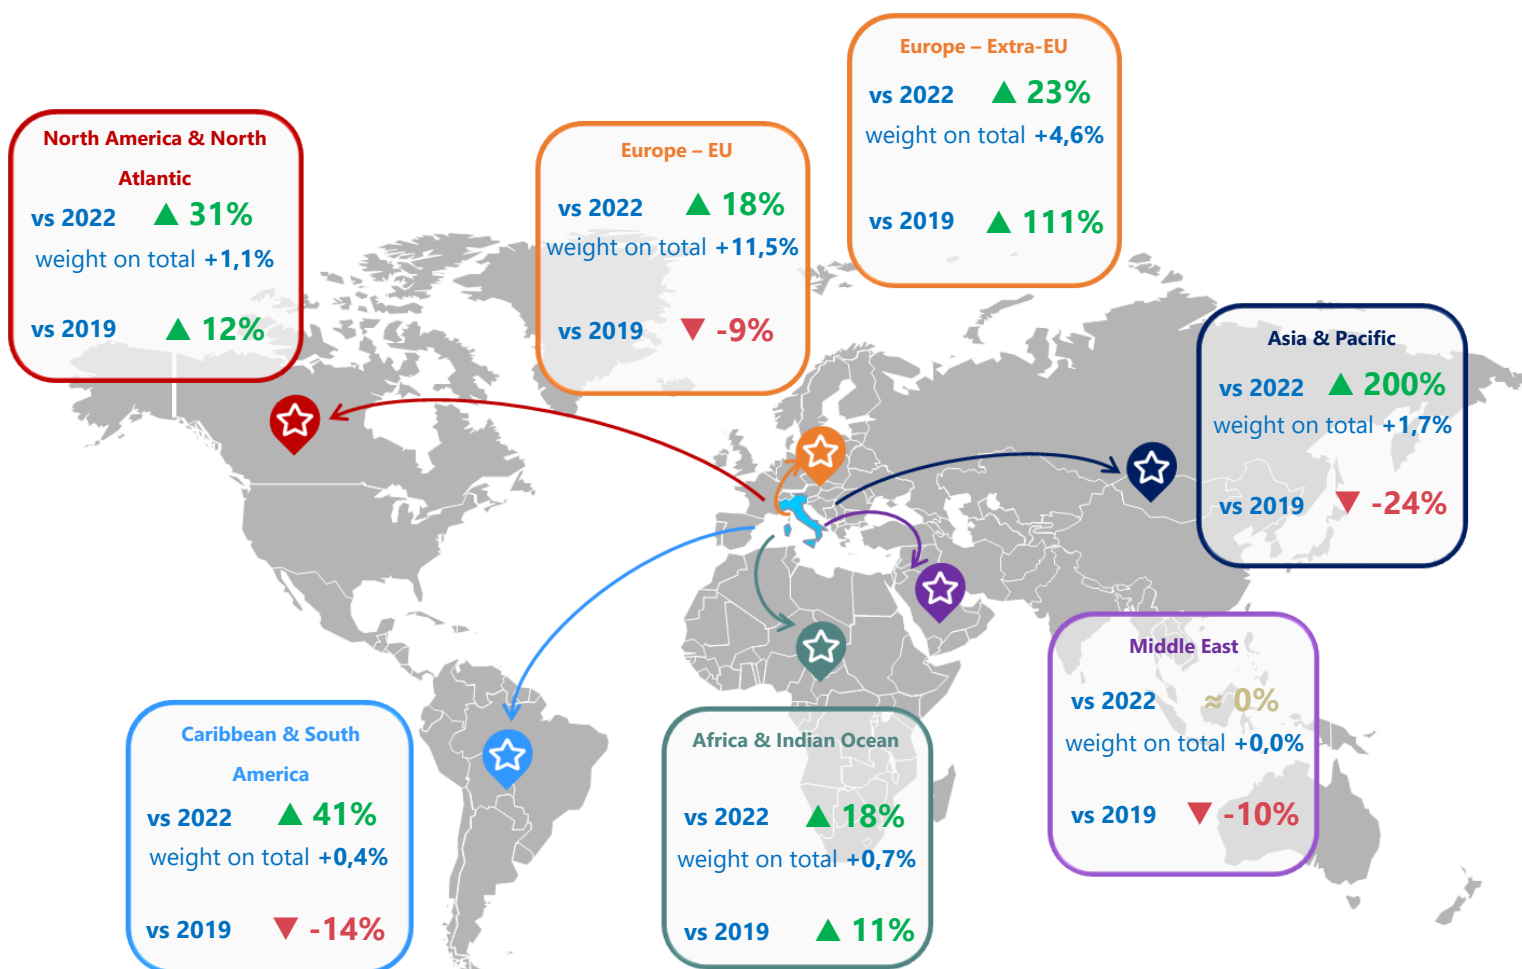 Europe – Extra-EU
vs 2022 ▲ 23%
weight on total +4,6%
vs 2019 ▲ 111%
North America & North
Atlantic
vs 2022 ▲ 31%
weight on total +1,1%
vs 2019 ▲ 12%
Europe – EU
vs 2022 ▲ 18%
weight on total +11,5%
vs 2019 ▼ -9%
Asia & Pacific
vs 2022 ▲ 200%
weight on total +1,7%
vs 2019 ▼ -24%
Middle East
vs 2022 ≈ 0%
weight on total +0,0%
vs 2019 ▼ -10%
Caribbean & South
America
vs 2022 ▲ 41%
weight on total +0,4%
vs 2019 ▼ -14%
Africa & Indian Ocean
vs 2022 ▲ 18%
weight on total +0,7%
vs 2019 ▲ 11%